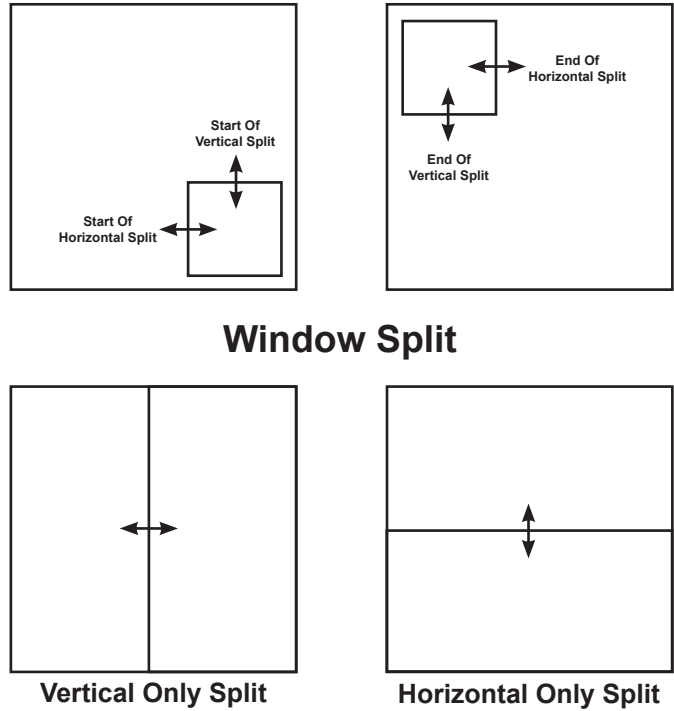 Start Of
Vertical Split
Start Of
Horizontal Split
End Of
Horizontal Split
End Of
Vertical Split
Window Split
Vertical Only Split
Horizontal Only Split